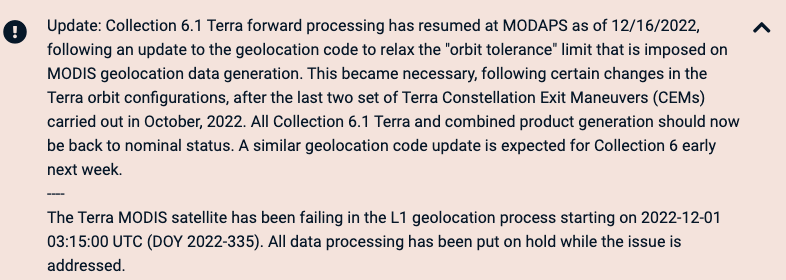 Update: Collection 6.1 Terra forward processing has resumed at MODAPS as of 12/16/2022,
following an update to the geolocation code to relax the "orbit tolerance" limit that is imposed on
MODIS geolocation data generation. This became necessary, following certain changes in the
Terra orbit configurations, after the last two set of Terra Constellation Exit Maneuvers (CEMs)
carried out in October, 2022. All Collection 6.1 Terra and combined product generation should now
be back to nominal status. A similar geolocation code update is expected for Collection 6 early
next week.
----
The Terra MODIS satellite has been failing in the L1 geolocation process starting on 2022-12-01
03:15:00 UTC (DOY 2022-335). All data processing has been put on hold while the issue is
addressed.